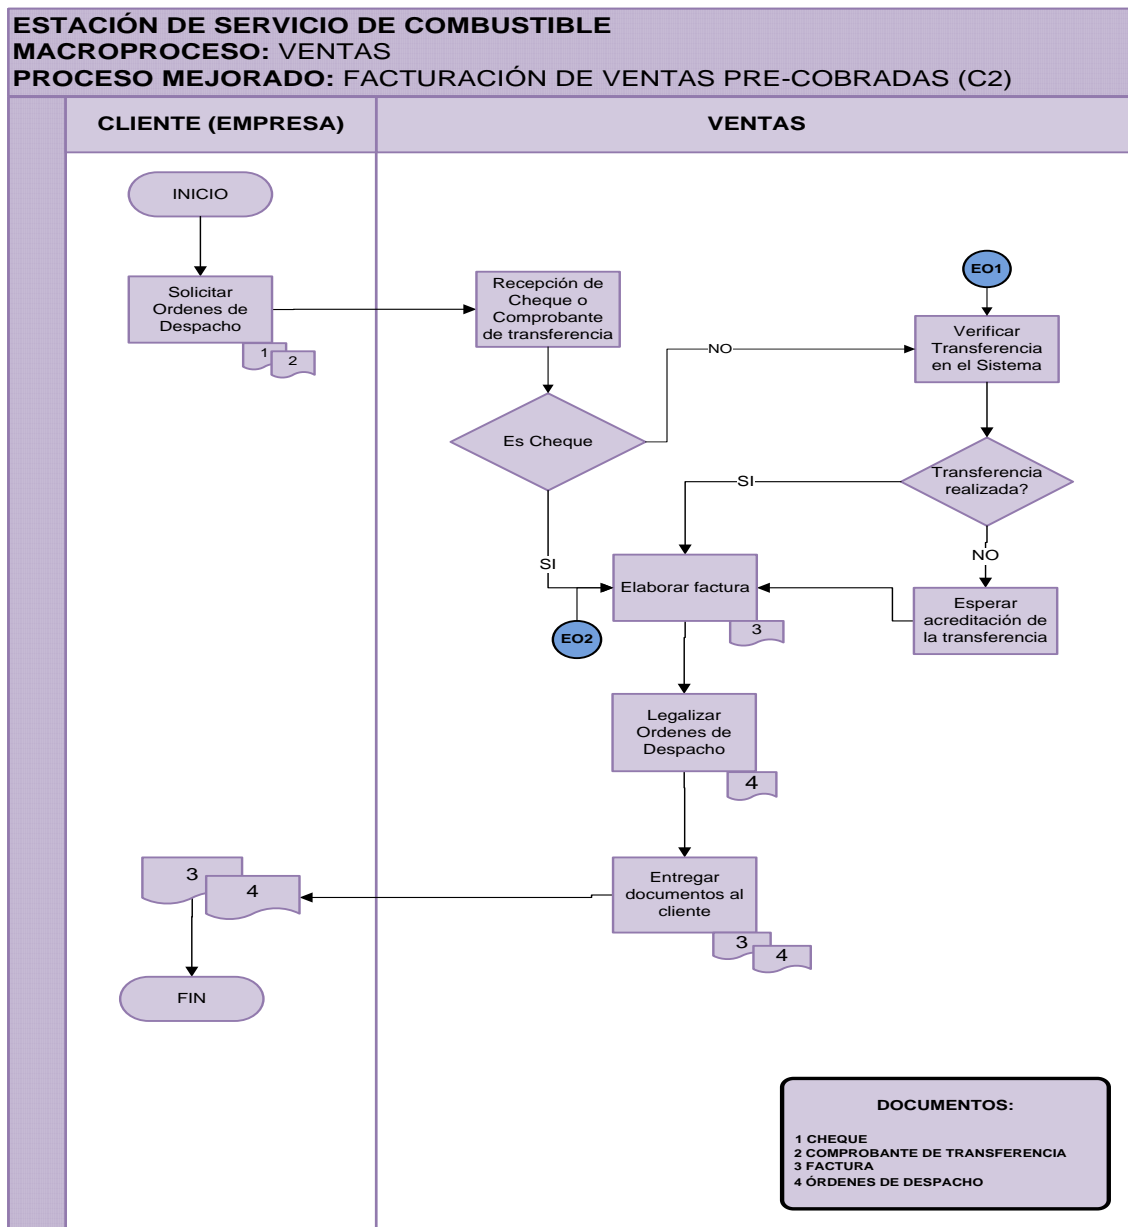 ESTACIÓN DE SERVICIO DE COMBUSTIBLE
MACROPROCESO: VENTAS
PROCESO MEJORADO: FACTURACIÓN DE VENTAS PRE-COBRADAS (C2)
CLIENTE (EMPRESA)
VENTAS
INICIO
Solicitar
Ordenes de
Despacho
1
2
Recepción de
Cheque o
Comprobante
de transferencia
EO1
Verificar
Transferencia
en el Sistema
NO
Es Cheque
Transferencia
realizada?
SI
NO
SI
Elaborar factura
3
EO2
Esperar
acreditación de
la transferencia
Legalizar
Ordenes de
Despacho
4
Entregar
documentos al
cliente
3
4
3
4
FIN
DOCUMENTOS:
1 CHEQUE
2 COMPROBANTE DE TRANSFERENCIA
3 FACTURA
4 ÓRDENES DE DESPACHO